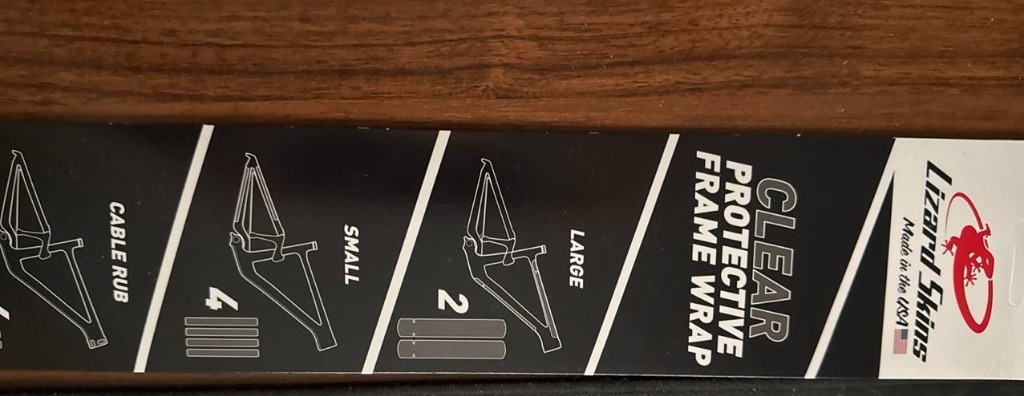 Lizard Skins
Made in the USA
CLEAR
PROTECTIVE
FRAME WRAP
LARGE
2
SMALL
4
CABLE RUB